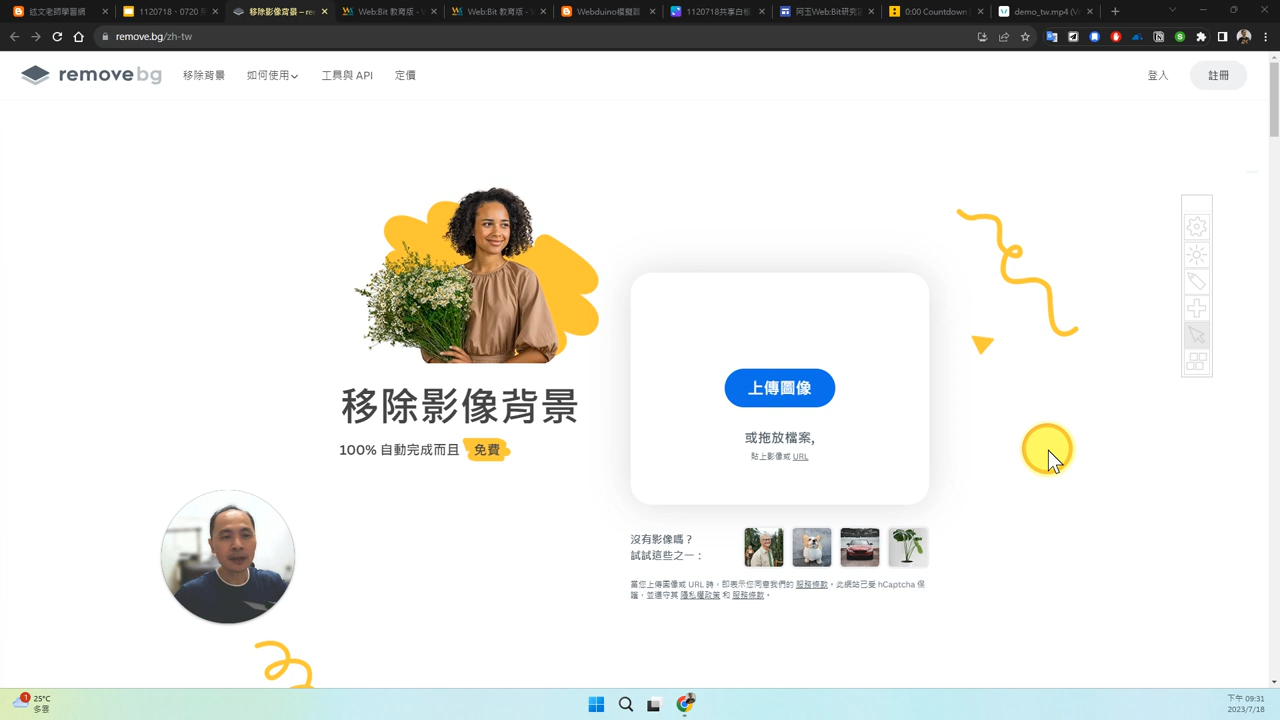 述文老師學習網
1120718、0720 苓
移除影像背景 – rem
Web:Bit 教育版 - V
Web:Bit 教育版 - V
Webduino模擬器
1120718共享白板
阿玉Web:Bit研究區
0:00 Countdown
demo_tw.mp4 (V
remove.bg/zh-tw
removebg
移除背景
如何使用
工具與 API
定價
登入
註冊
上傳圖像
或拖放檔案,
貼上影像或 URL
移除影像背景
100% 自動完成而且 免費
沒有影像嗎？
試試這些之一：
當您上傳圖像或 URL 時，即表示您同意我們的 服務條款。此網站已受 hCaptcha 保
護，並遵守其 隱私權政策 和 服務條款。
1
25°C
多雲
下午 09:31
2023/7/18